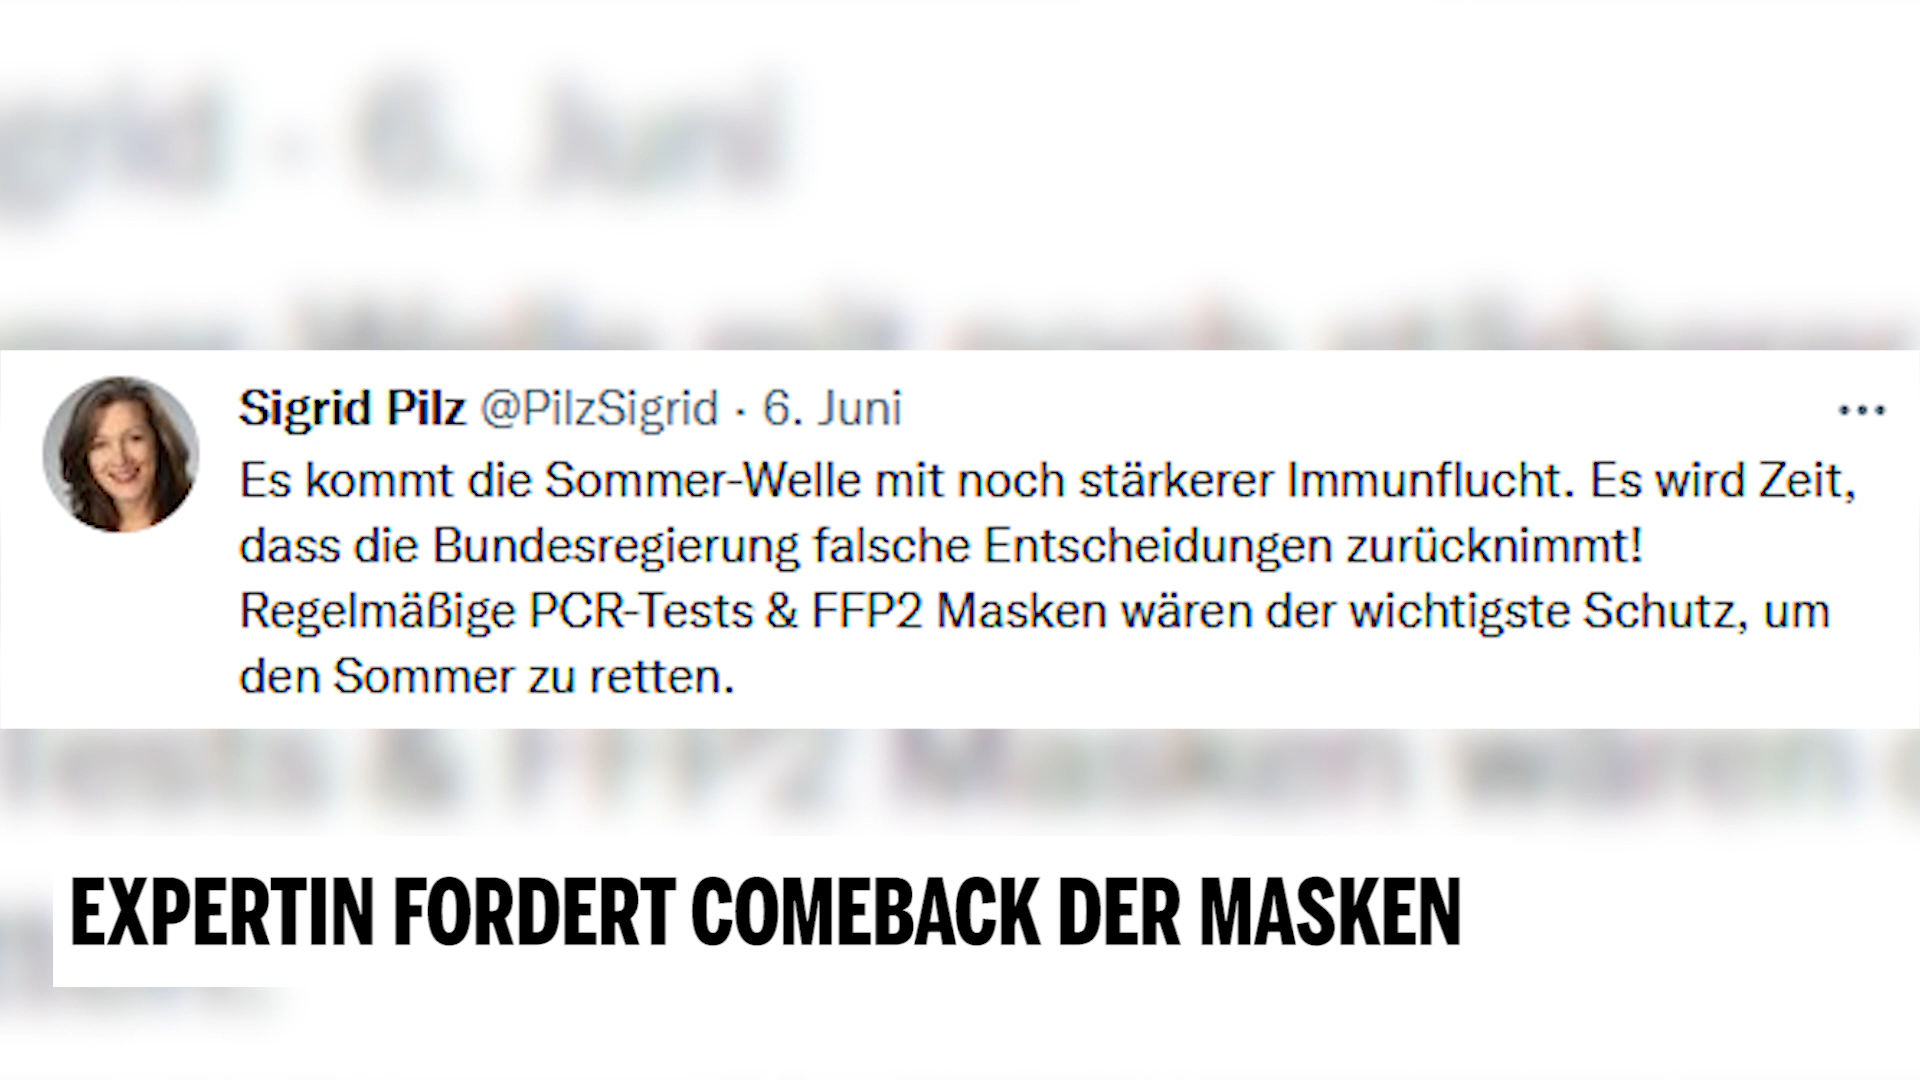 Sigrid Pilz @PilzSigrid · 6. Juni
Es kommt die Sommer-Welle mit noch stärkerer Immunflucht. Es wird Zeit,
dass die Bundesregierung falsche Entscheidungen zurücknimmt!
Regelmäßige PCR-Tests & FFP2 Masken wären der wichtigste Schutz, um
den Sommer zu retten.
EXPERTIN FORDERT COMEBACK DER MASKEN